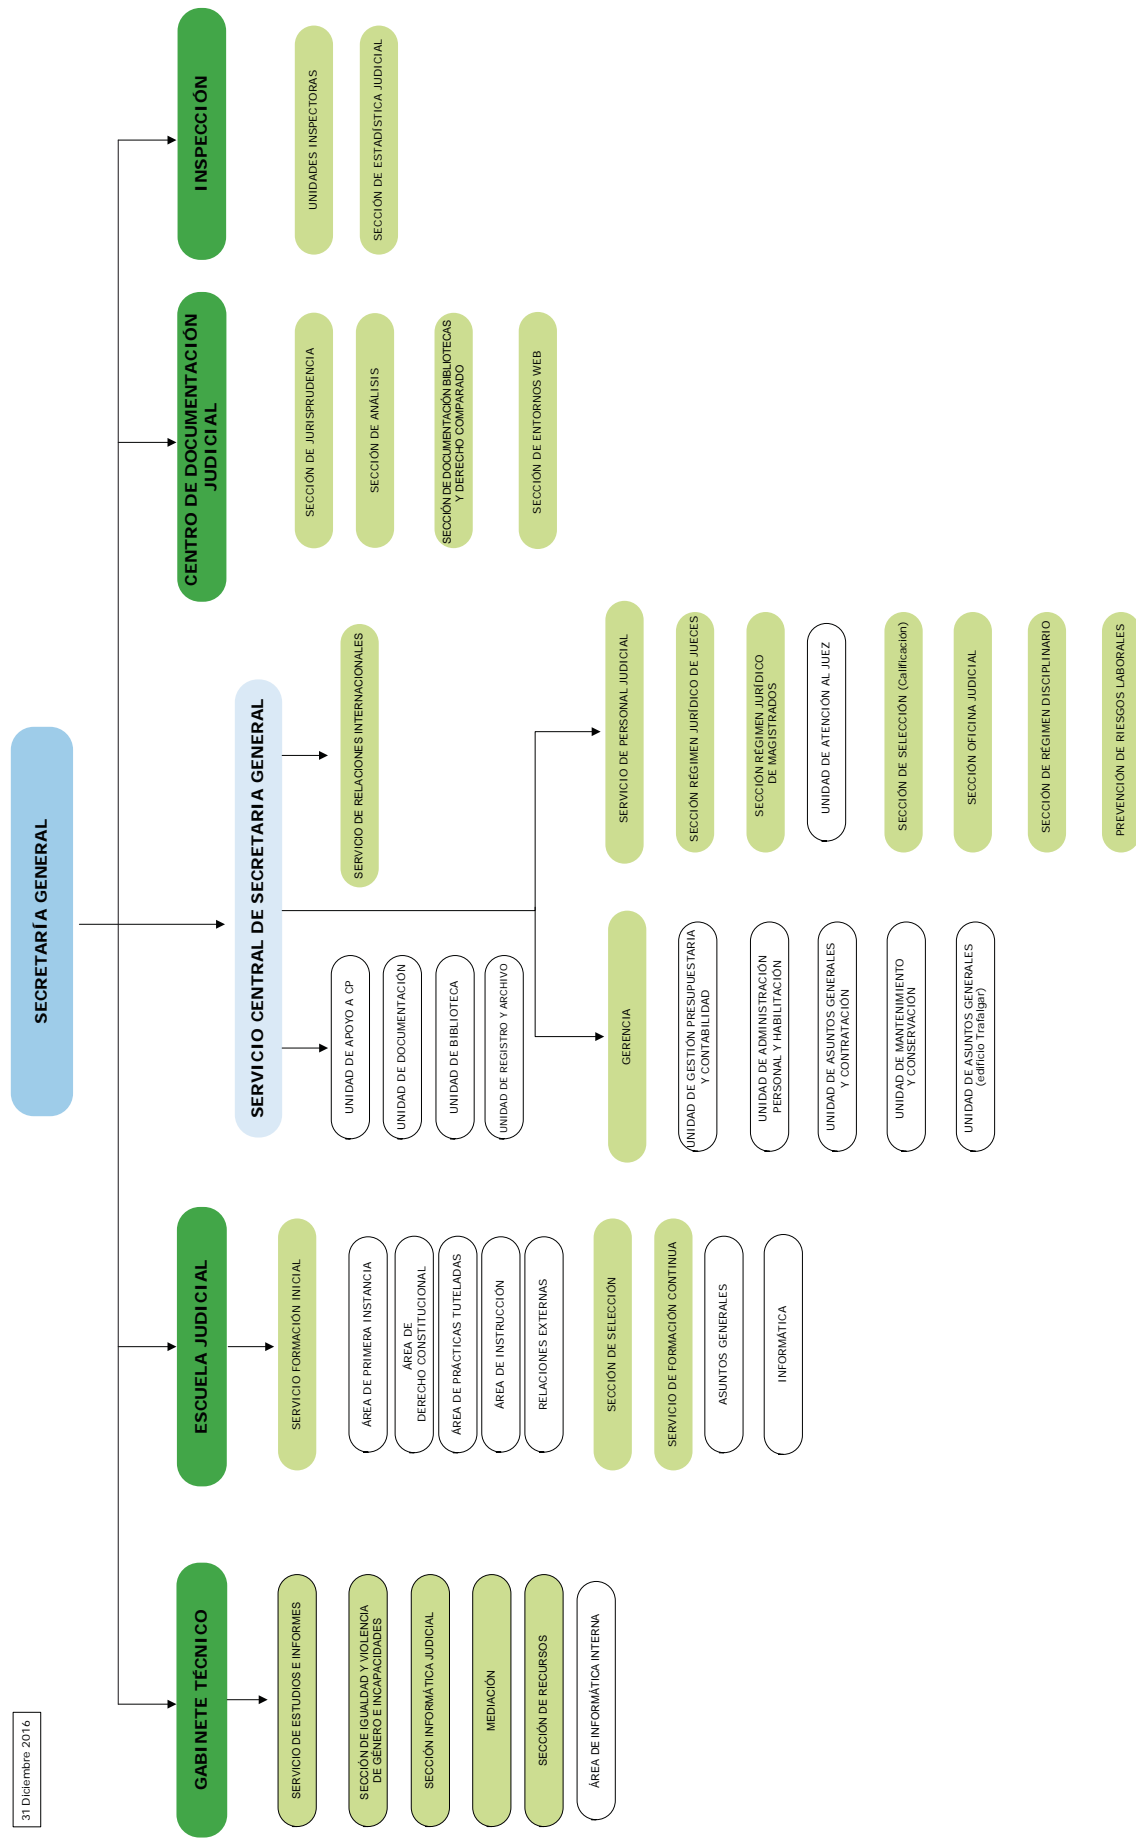 31 Diciembre 2016
SECRETARÍA GENERAL
GABINETE TÉCNICO
SERVICIO DE ESTUDIOS E INFORMES
SECCIÓN DE IGUALDAD Y VIOLENCIA
DE GÉNERO E INCAPACIDADES
SECCIÓN INFORMÁTICA JUDICIAL
MEDIACIÓN
SECCIÓN DE RECURSOS
ÁREA DE INFORMÁTICA INTERNA
ESCUELA JUDICIAL
SERVICIO FORMACIÓN INICIAL
ÁREA DE PRIMERA INSTANCIA
ÁREA DE
DERECHO CONSTITUCIONAL
ÁREA DE PRÁCTICAS TUTELADAS
ÁREA DE INSTRUCCIÓN
RELACIONES EXTERNAS
SECCIÓN DE SELECCIÓN
SERVICIO DE FORMACIÓN CONTINUA
ASUNTOS GENERALES
INFORMÁTICA
SERVICIO CENTRAL DE SECRETARIA GENERAL
UNIDAD DE APOYO A CP
UNIDAD DE DOCUMENTACIÓN
UNIDAD DE BIBLIOTECA
UNIDAD DE REGISTRO Y ARCHIVO
SERVICIO DE RELACIONES INTERNACIONALES
GERENCIA
UNIDAD DE GESTIÓN PRESUPUESTARIA
Y CONTABILIDAD
UNIDAD DE ADMINISTRACIÓN
PERSONAL Y HABILITACIÓN
UNIDAD DE ASUNTOS GENERALES
Y CONTRATACIÓN
UNIDAD DE MANTENIMIENTO
Y CONSERVACIÓN
UNIDAD DE ASUNTOS GENERALES
(edificio Trafalgar)
SERVICIO DE PERSONAL JUDICIAL
SECCIÓN RÉGIMEN JURÍDICO DE JUECES
SECCIÓN RÉGIMEN JURÍDICO
DE MAGISTRADOS
UNIDAD DE ATENCIÓN AL JUEZ
SECCIÓN DE SELECCIÓN (Calificación)
SECCIÓN OFICINA JUDICIAL
SECCIÓN DE RÉGIMEN DISCIPLINARIO
PREVENCIÓN DE RIESGOS LABORALES
CENTRO DE DOCUMENTACIÓN
JUDICIAL
SECCIÓN DE JURISPRUDENCIA
SECCIÓN DE ANÁLISIS
SECCIÓN DE DOCUMENTACIÓN BIBLIOTECAS
Y DERECHO COMPARADO
SECCIÓN DE ENTORNOS WEB
INSPECCIÓN
UNIDADES INSPECTORAS
SECCIÓN DE ESTADÍSTICA JUDICIAL